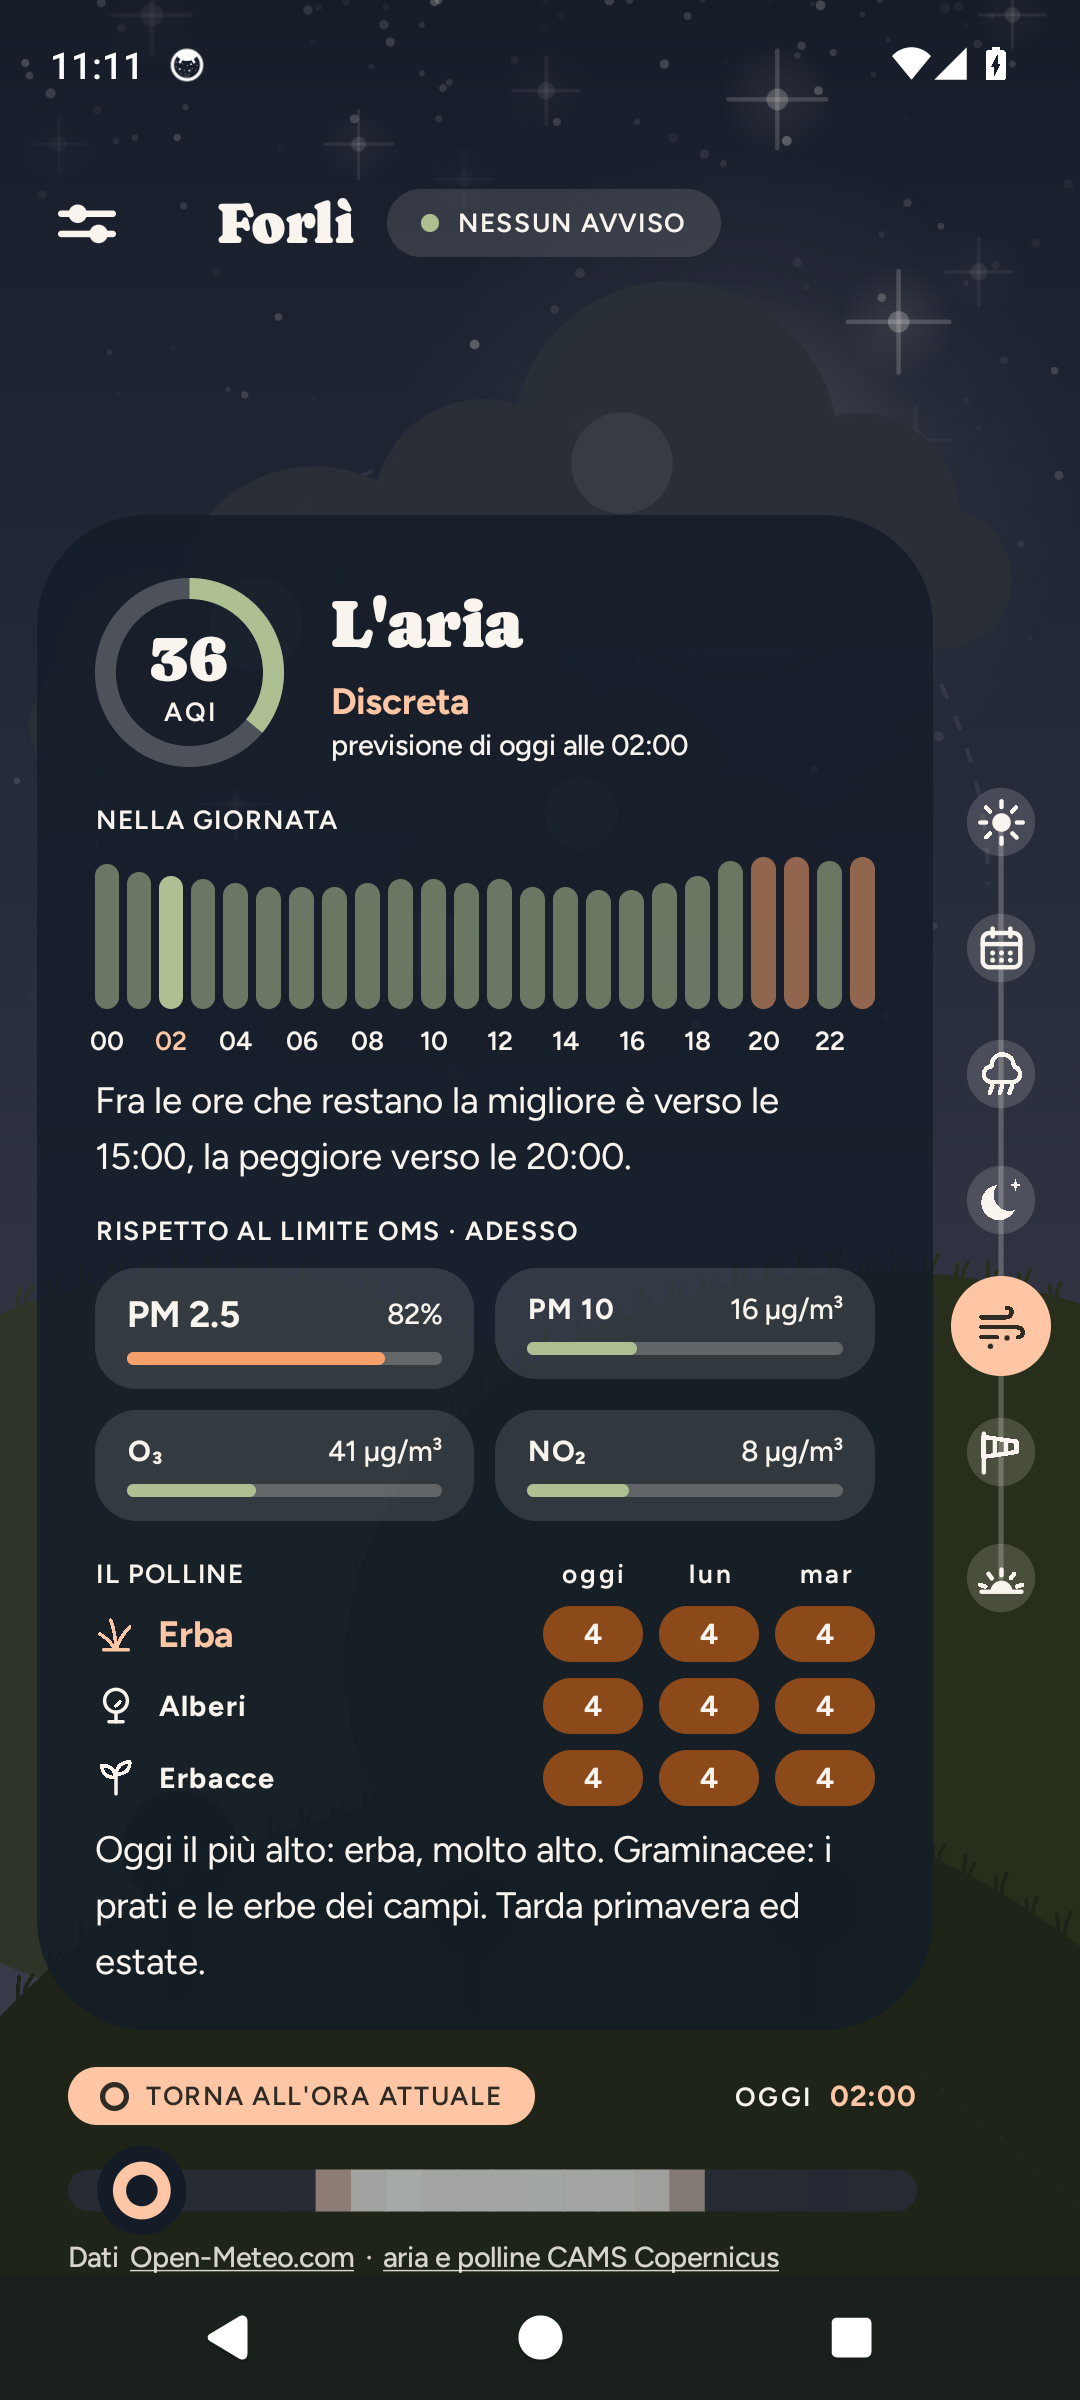 11:11
Forlì
NESSUN AVVISO
36
AQI
L'aria
Discreta
previsione di oggi alle 02:00
NELLA GIORNATA
00 02 04 06 08 10 12 14 16 18 20 22
Fra le ore che restano la migliore è verso le
15:00, la peggiore verso le 20:00.
RISPETTO AL LIMITE OMS · ADESSO
PM 2.5 82%
PM 10 16 µg/m³
O₃ 41 µg/m³
NO₂ 8 µg/m³
IL POLLINE oggi lun mar
Erba 4 4 4
Alberi 4 4 4
Erbacce 4 4 4
Oggi il più alto: erba, molto alto. Graminacee: i
prati e le erbe dei campi. Tarda primavera ed
estate.
TORNA ALL'ORA ATTUALE
OGGI 02:00
Dati Open-Meteo.com · aria e polline CAMS Copernicus